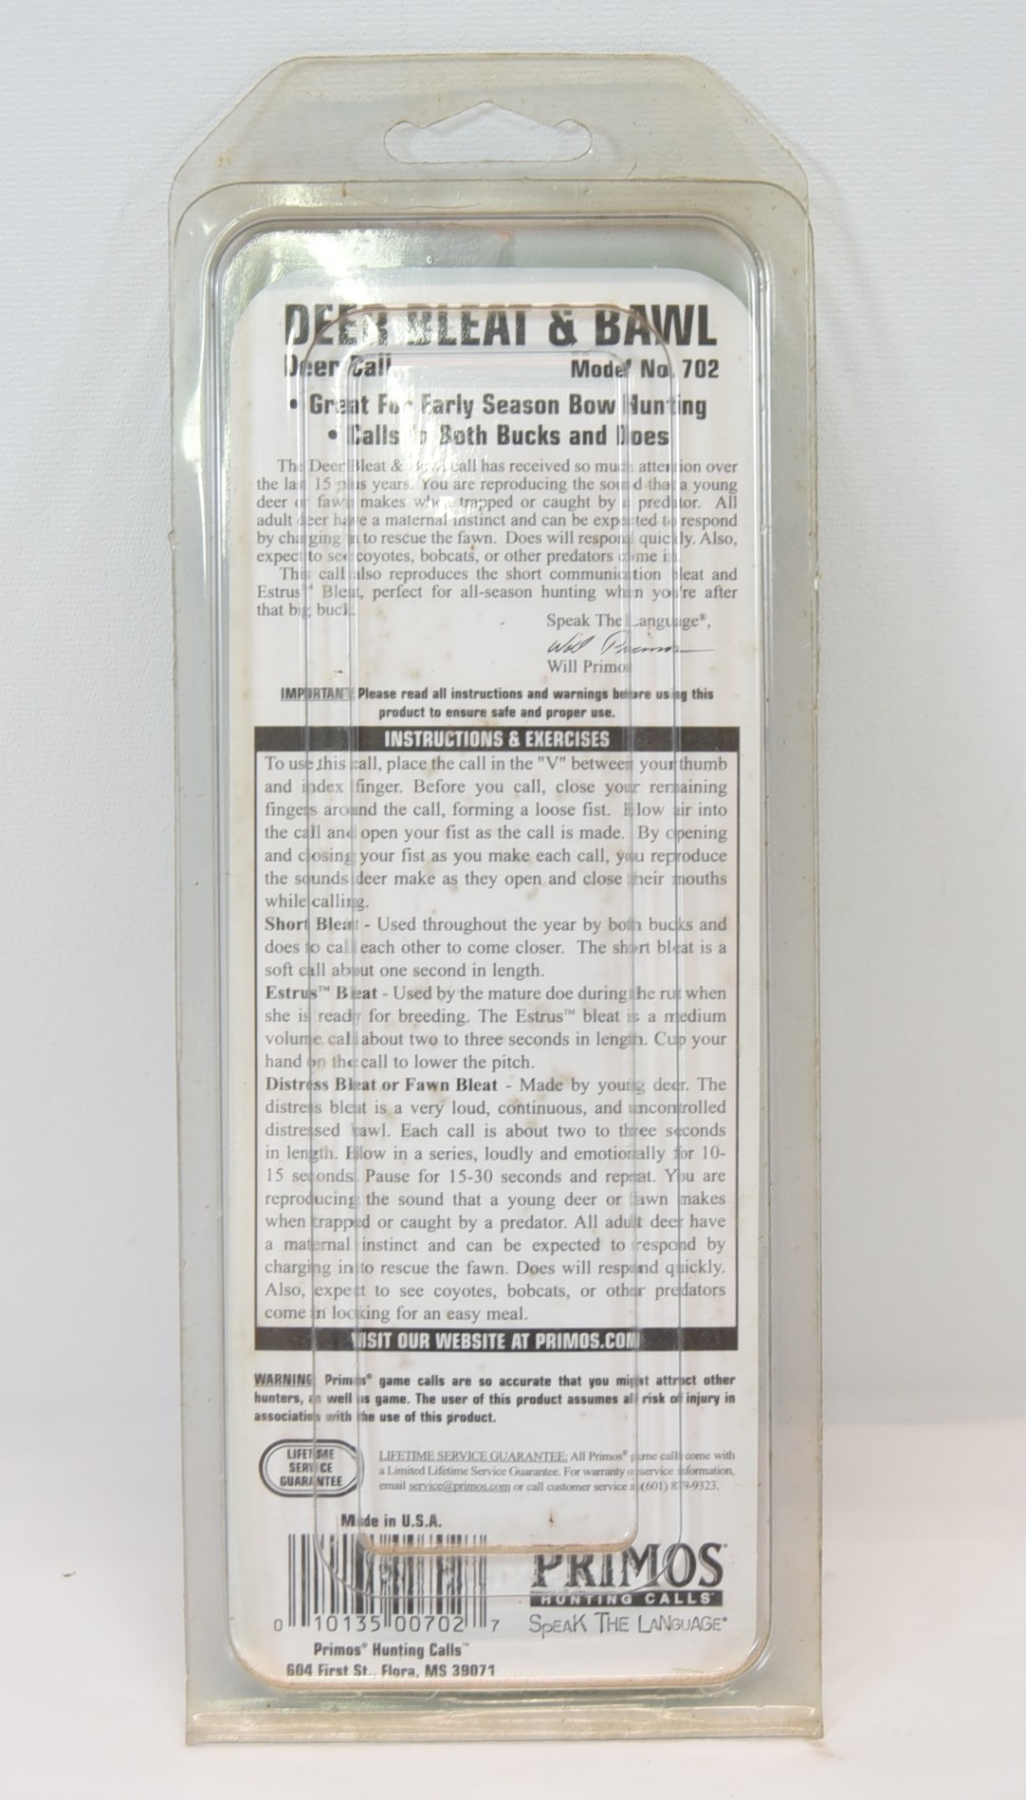 DEER BLEAT & BAWL
Deer Call
Model No. 702
• Great For Early Season Bow Hunting
• Calls In Both Bucks and Does
The Deer Bleat & Bawl call has received so much attention over
the last 15 plus years. You are reproducing the sound that a young
deer or fawn makes when trapped or caught by a predator. All
adult deer have a maternal instinct and can be expected to respond
by charging in to rescue the fawn. Does will respond quickly. Also,
expect to see coyotes, bobcats, or other predators come in.
This call also reproduces the short communication bleat and
Estrus™ Bleat, perfect for all-season hunting when you're after
that big buck.
Speak The Language®,
Will Primos
Will Primos
IMPORTANT: Please read all instructions and warnings before using this
product to ensure safe and proper use.
INSTRUCTIONS & EXERCISES
To use this call, place the call in the "V" between your thumb
and index finger. Before you call, close your remaining
fingers around the call, forming a loose fist. Blow air into
the call and open your fist as the call is made. By opening
and closing your fist as you make each call, you reproduce
the sounds deer make as they open and close their mouths
while calling.
Short Bleat - Used throughout the year by both bucks and
does to call each other to come closer. The short bleat is a
soft call about one second in length.
Estrus™ Bleat - Used by the mature doe during the rut when
she is ready for breeding. The Estrus™ bleat is a medium
volume call about two to three seconds in length. Cup your
hand on the call to lower the pitch.
Distress Bleat or Fawn Bleat - Made by young deer. The
distress bleat is a very loud, continuous, and uncontrolled
distressed bawl. Each call is about two to three seconds
in length. Blow in a series, loudly and emotionally for 10-
15 seconds. Pause for 15-30 seconds and repeat. You are
reproducing the sound that a young deer or fawn makes
when trapped or caught by a predator. All adult deer have
a maternal instinct and can be expected to respond by
charging in to rescue the fawn. Does will respond quickly.
Also, expect to see coyotes, bobcats, or other predators
come in looking for an easy meal.
VISIT OUR WEBSITE AT PRIMOS.COM
WARNING: Primos® game calls are so accurate that you might attract other
hunters, as well as game. The user of this product assumes all risk of injury in
association with the use of this product.
LIFETIME
SERVICE
GUARANTEE
LIFETIME SERVICE GUARANTEE: All Primos® game calls come with
a Limited Lifetime Service Guarantee. For warranty or service information,
email service@primos.com or call customer service at (601) 879-9323.
Made in U.S.A.
0 10135 00702 7
PRIMOS®
HUNTING CALLS
SPEAK THE LANGUAGE®
Primos® Hunting Calls™
604 First St., Flora, MS 39071